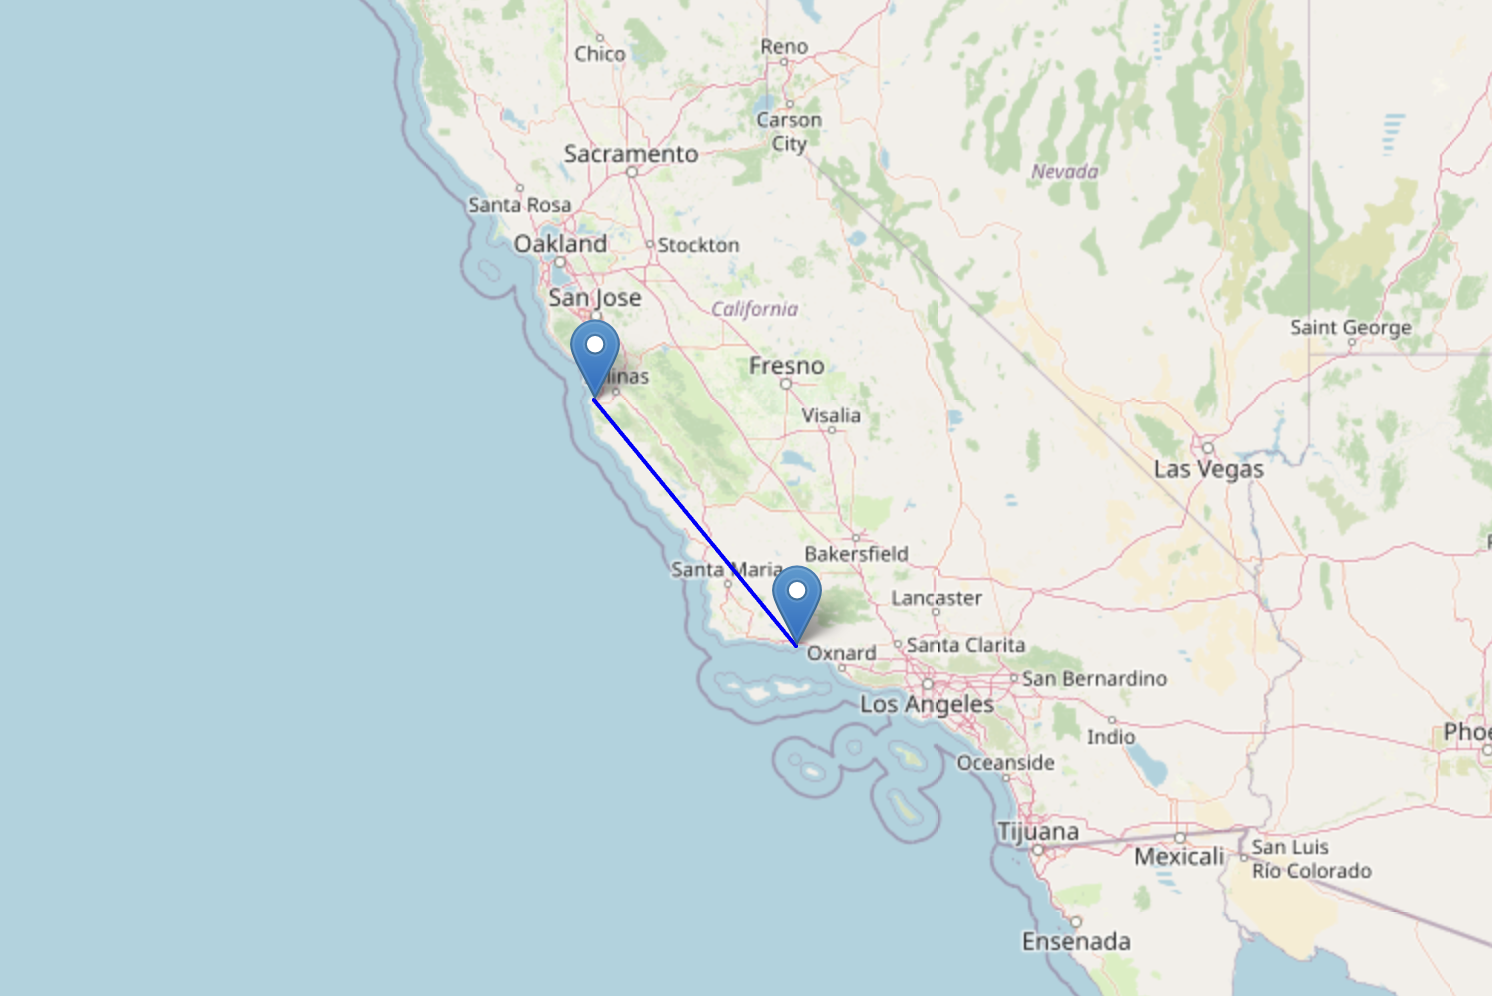 Chico
Reno
Carson
City
Sacramento
Nevada
Santa Rosa
Oakland
Stockton
San Jose
California
Saint George
Fresno
linas
Visalia
Las Vegas
Bakersfield
Santa Maria
Lancaster
Oxnard
Santa Clarita
San Bernardino
Los Angeles
Phoe
Indio
Oceanside
Tijuana
Mexicali
San Luis
Río Colorado
Ensenada